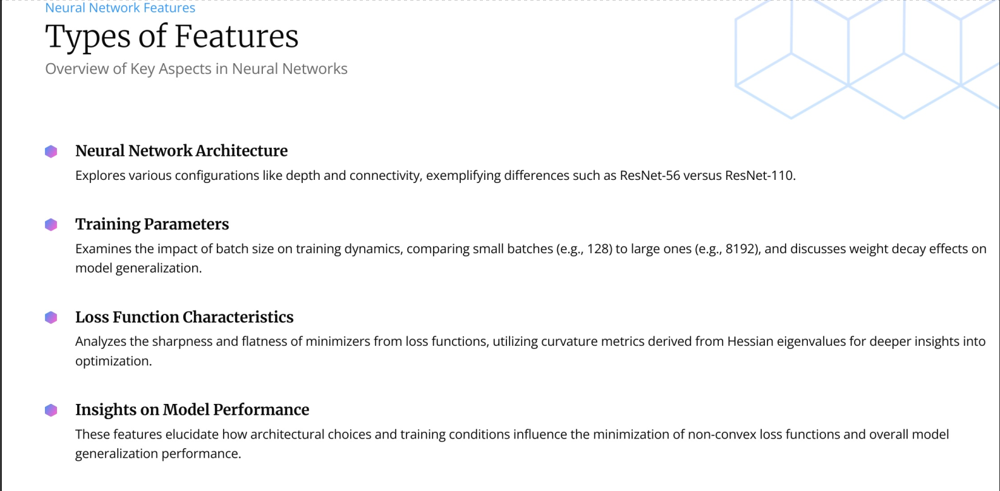 Neural Network Features
Types of Features
Overview of Key Aspects in Neural Networks
Neural Network Architecture
Explores various configurations like depth and connectivity, exemplifying differences such as ResNet-56 versus ResNet-110.
Training Parameters
Examines the impact of batch size on training dynamics, comparing small batches (e.g., 128) to large ones (e.g., 8192), and discusses weight decay effects on
model generalization.
Loss Function Characteristics
Analyzes the sharpness and flatness of minimizers from loss functions, utilizing curvature metrics derived from Hessian eigenvalues for deeper insights into
optimization.
Insights on Model Performance
These features elucidate how architectural choices and training conditions influence the minimization of non-convex loss functions and overall model
generalization performance.